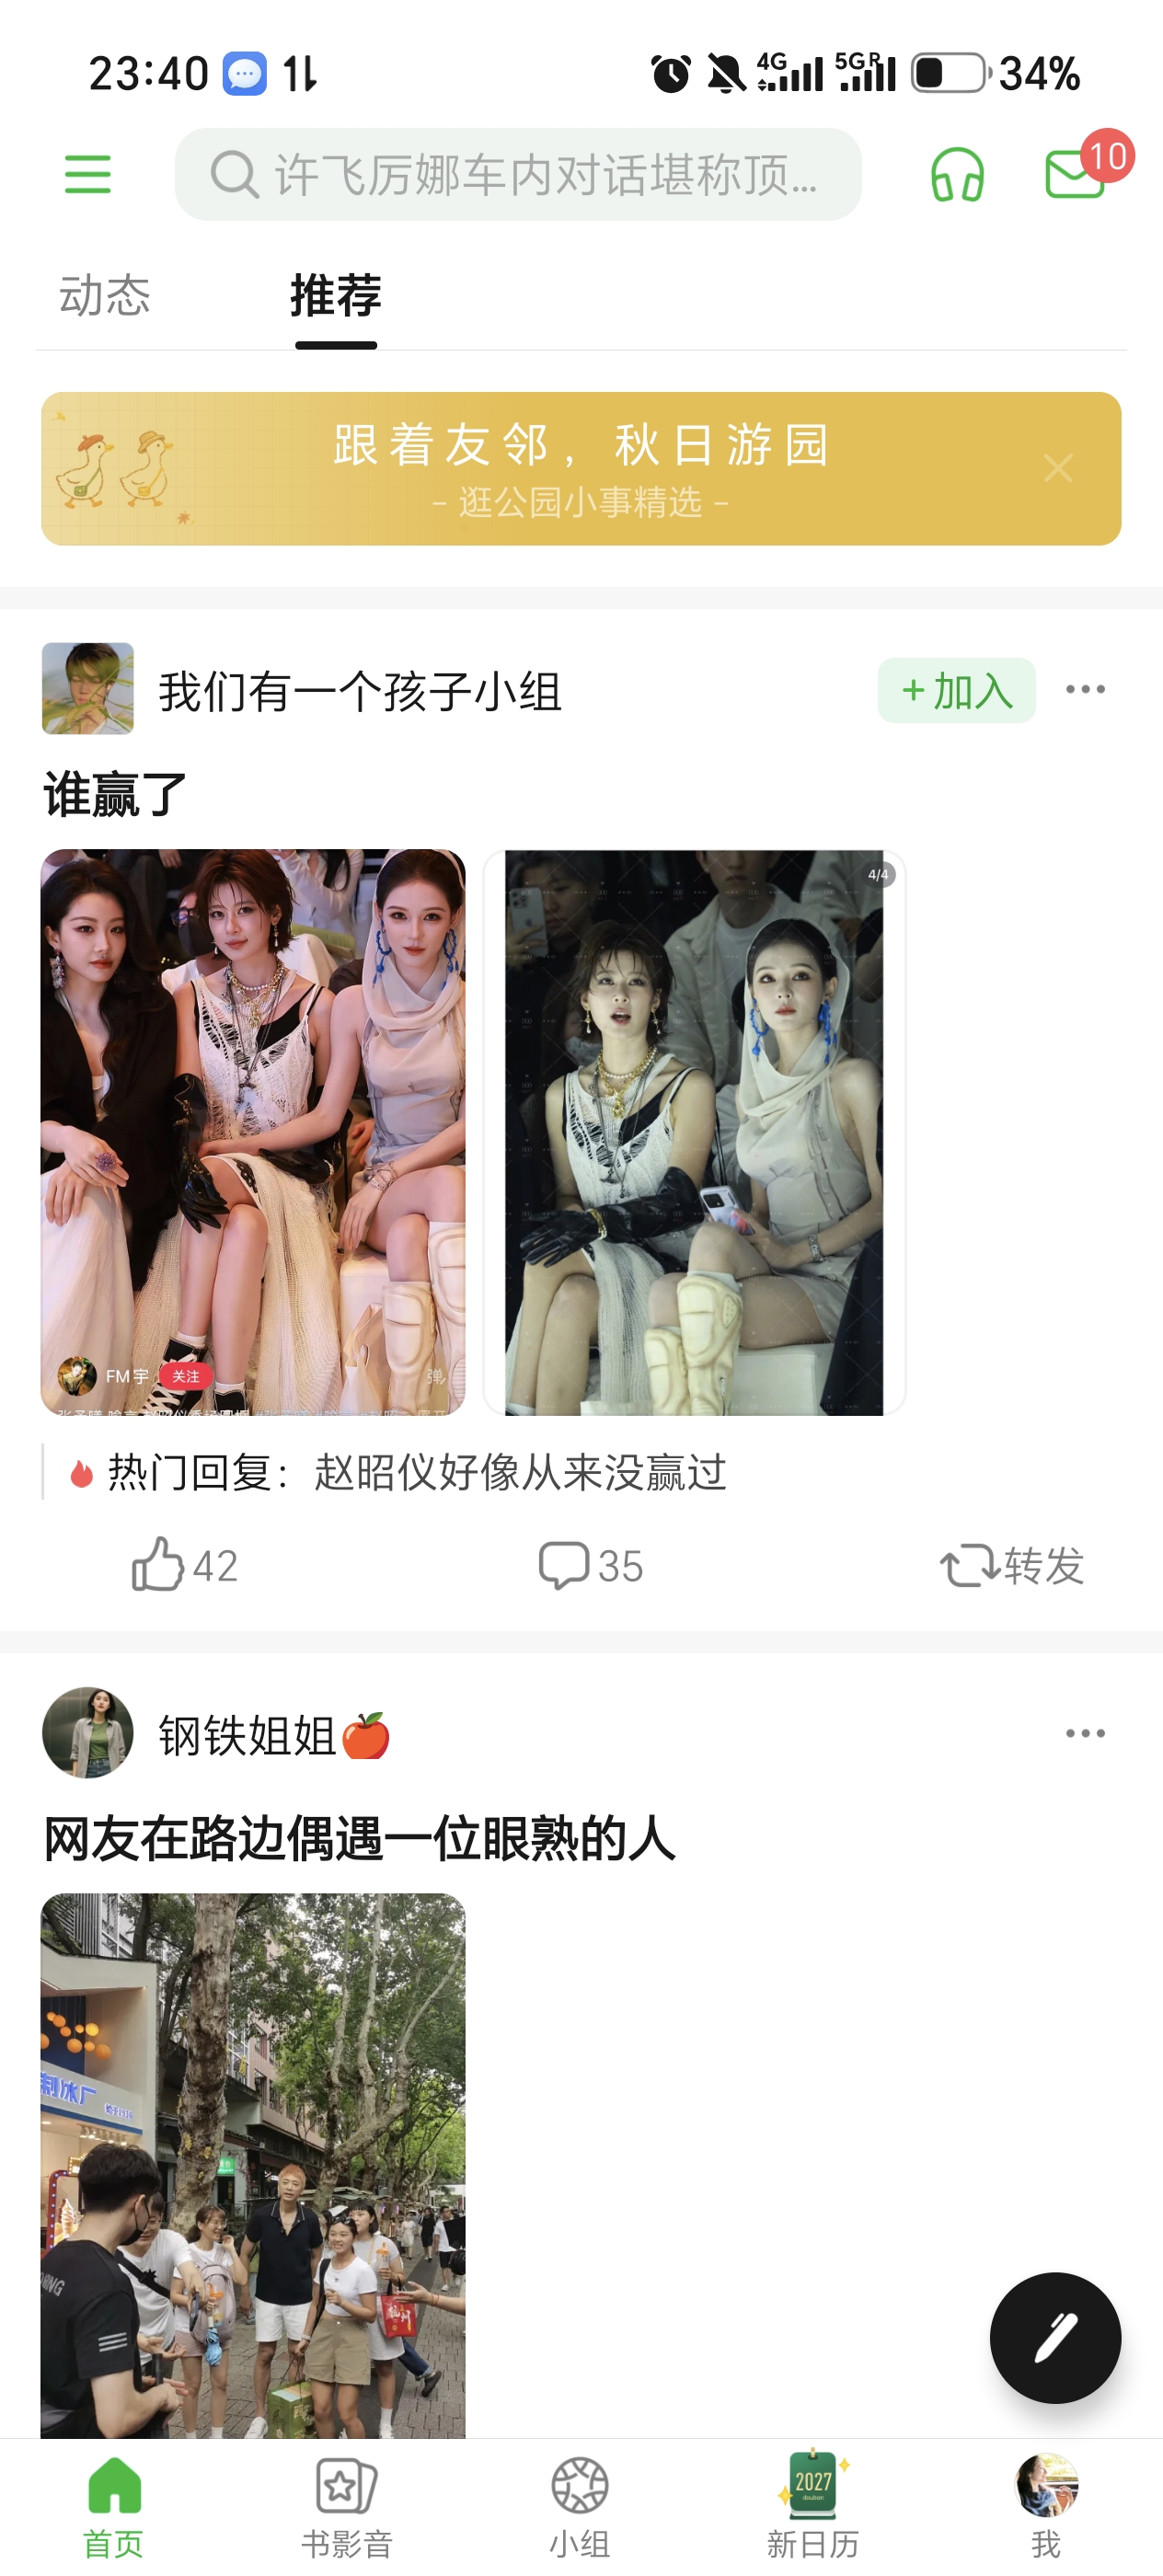 23:40
4G
5G R
34%
许飞厉娜车内对话堪称顶...
10
动态
推荐
跟着友邻，秋日游园
- 逛公园小事精选 -
我们有一个孩子小组
+加入
谁赢了
4/4
FM宇
关注
弹
热门回复：赵昭仪好像从来没赢过
42
35
转发
钢铁姐姐🍎
网友在路边偶遇一位眼熟的人
制冰厂
杭州
2027
douban
首页
书影音
小组
新日历
我